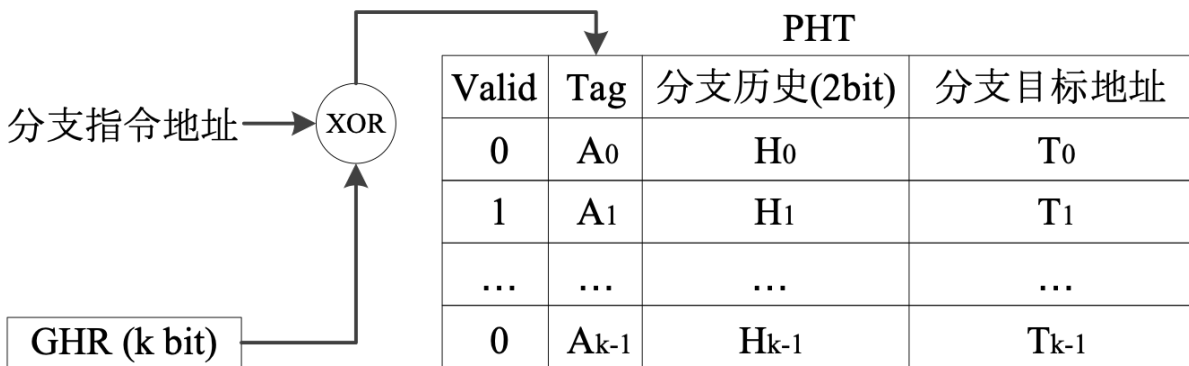 PHT
Valid Tag 分支历史(2bit) 分支目标地址
分支指令地址 XOR
0 A0 H0 T0
1 A1 H1 T1
... ... ... ...
GHR (k bit)
0 Ak-1 Hk-1 Tk-1